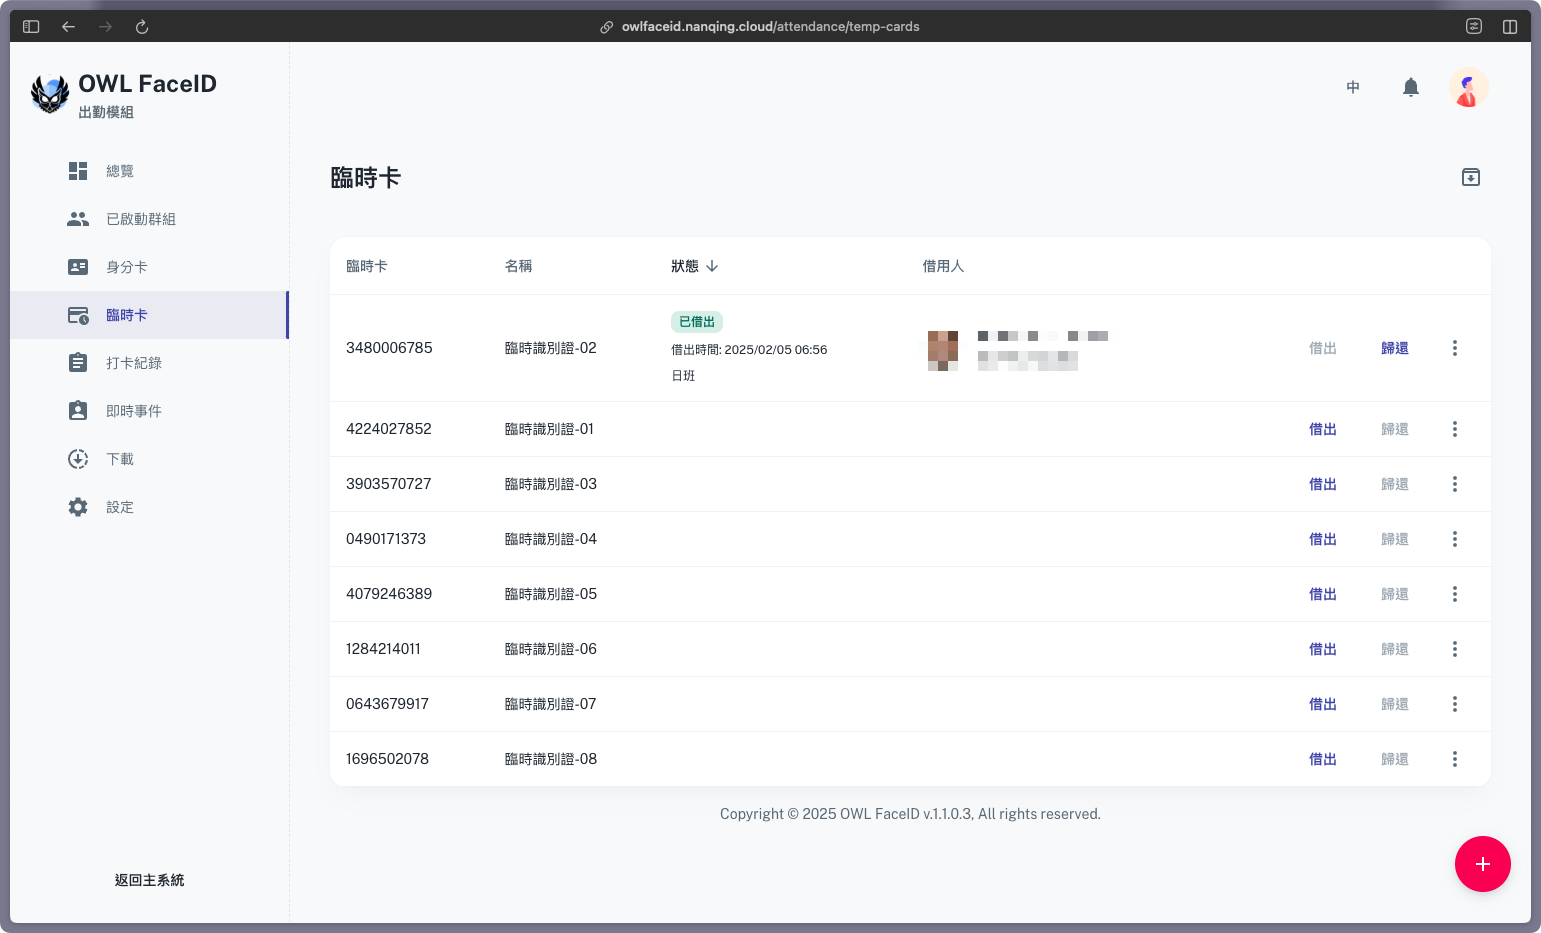 owlfaceid.nanqing.cloud/attendance/temp-cards
OWL FaceID
出勤模組
中
總覽
已啟動群組
身分卡
臨時卡
打卡紀錄
即時事件
下載
設定
返回主系統
臨時卡
臨時卡 名稱 狀態 借用人
已借出
3480006785 臨時識別證-02 借出時間: 2025/02/05 06:56 借出 歸還
日班
4224027852 臨時識別證-01 借出 歸還
3903570727 臨時識別證-03 借出 歸還
0490171373 臨時識別證-04 借出 歸還
4079246389 臨時識別證-05 借出 歸還
1284214011 臨時識別證-06 借出 歸還
0643679917 臨時識別證-07 借出 歸還
1696502078 臨時識別證-08 借出 歸還
Copyright © 2025 OWL FaceID v.1.1.0.3, All rights reserved.